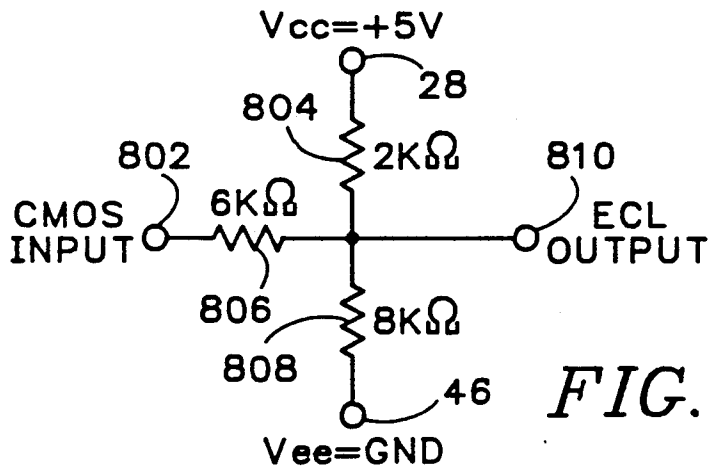 Vcc=+5V
28
804
802
2KΩ
810
6KΩ
CMOS
INPUT
ECL
OUTPUT
806
8KΩ
808
46
FIG.
Vee=GND